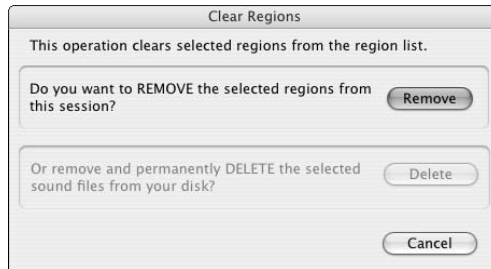 Clear Regions
This operation clears selected regions from the region list.
Do you want to REMOVE the selected regions from
this session?
Remove
Or remove and permanently DELETE the selected
sound files from your disk?
Delete
Cancel